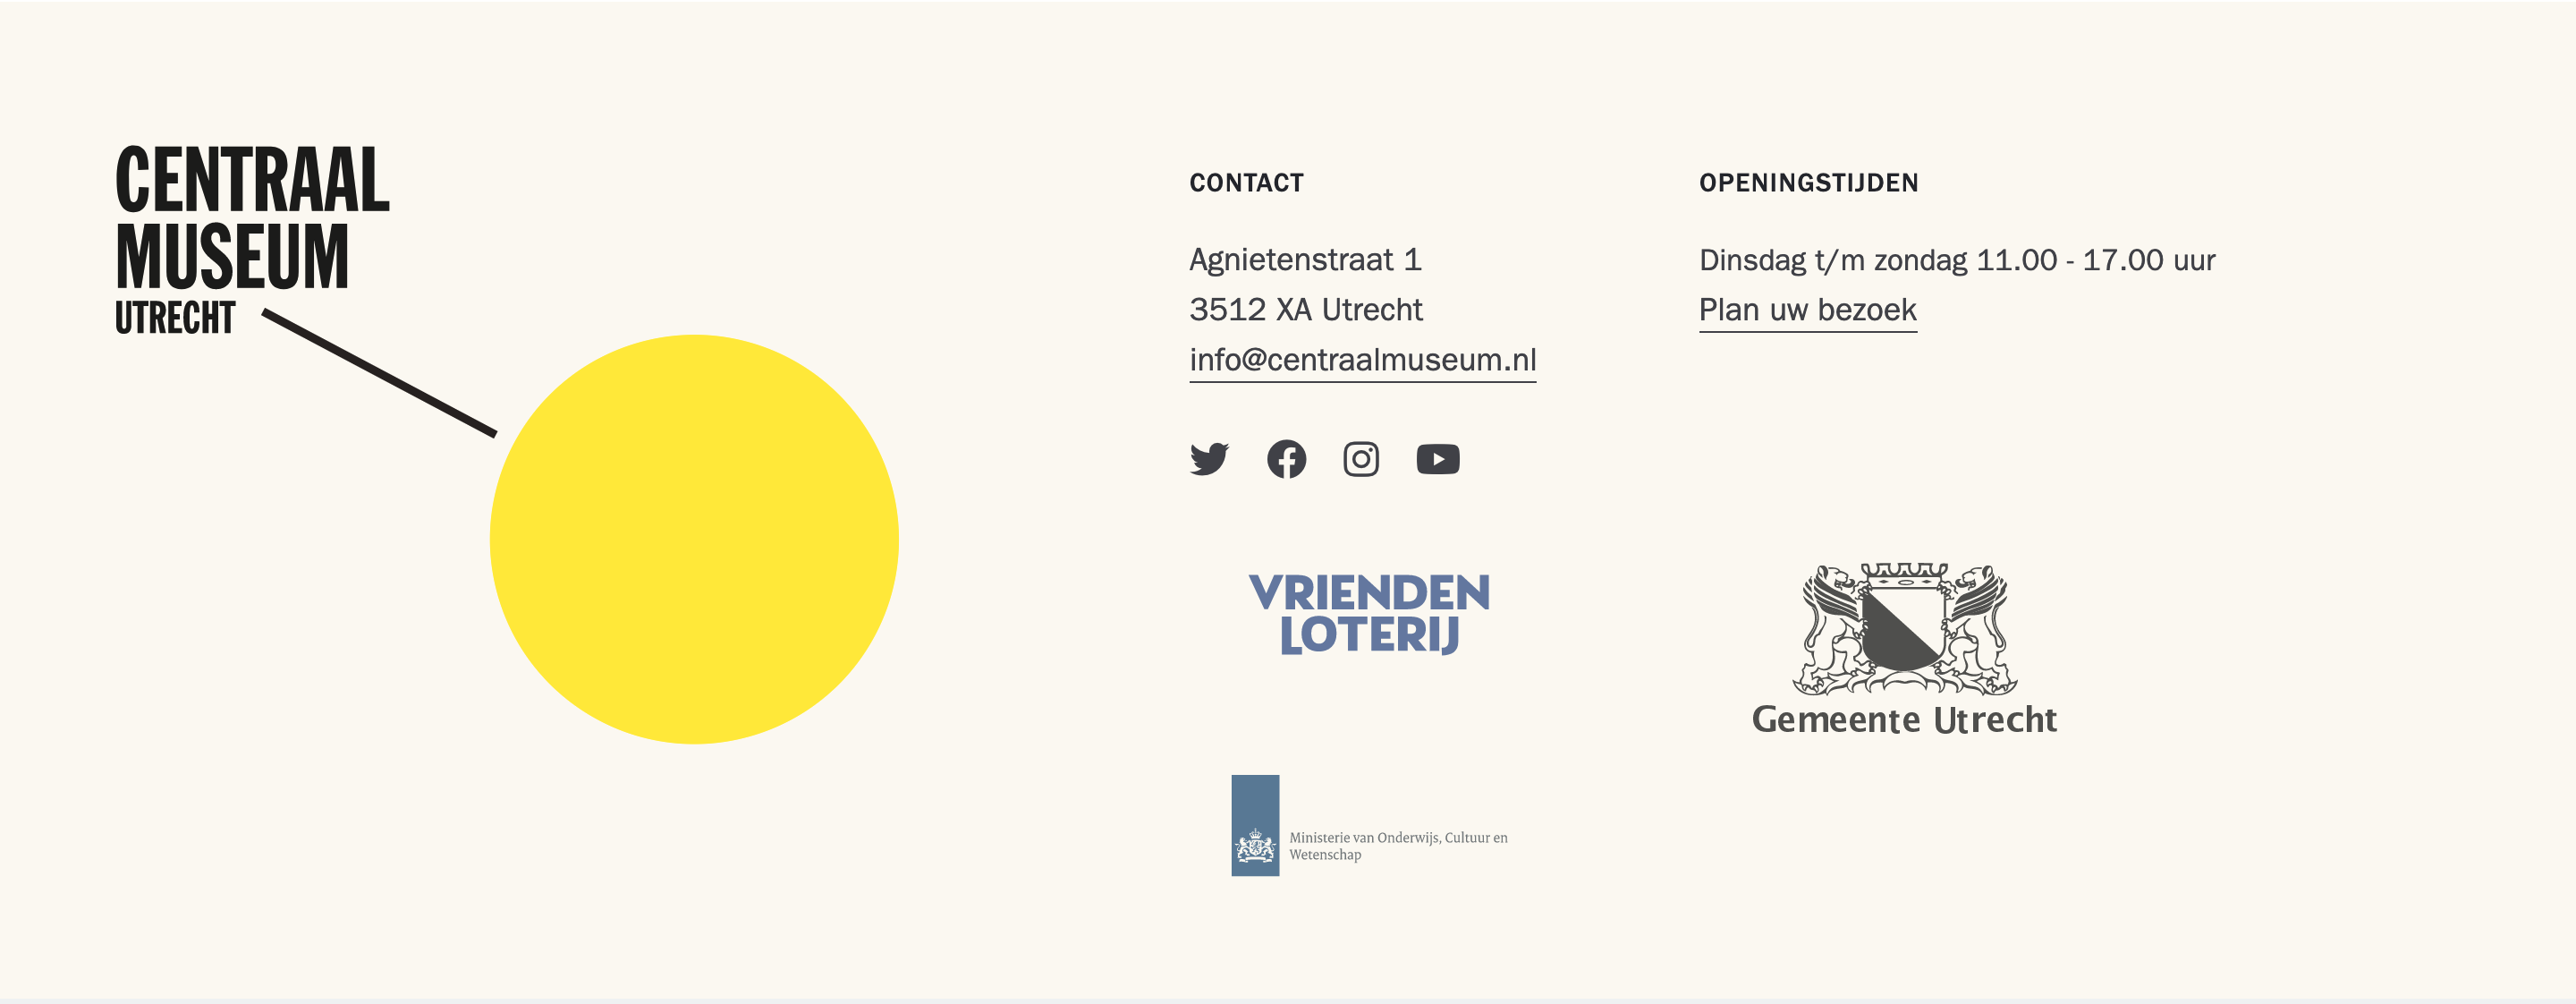 CENTRAAL
MUSEUM
UTRECHT
CONTACT
Agnietenstraat 1
3512 XA Utrecht
info@centraalmuseum.nl
OPENINGSTIJDEN
Dinsdag t/m zondag 11.00 - 17.00 uur
Plan uw bezoek
VRIENDEN
LOTERIJ
Gemeente Utrecht
Ministerie van Onderwijs, Cultuur en
Wetenschap